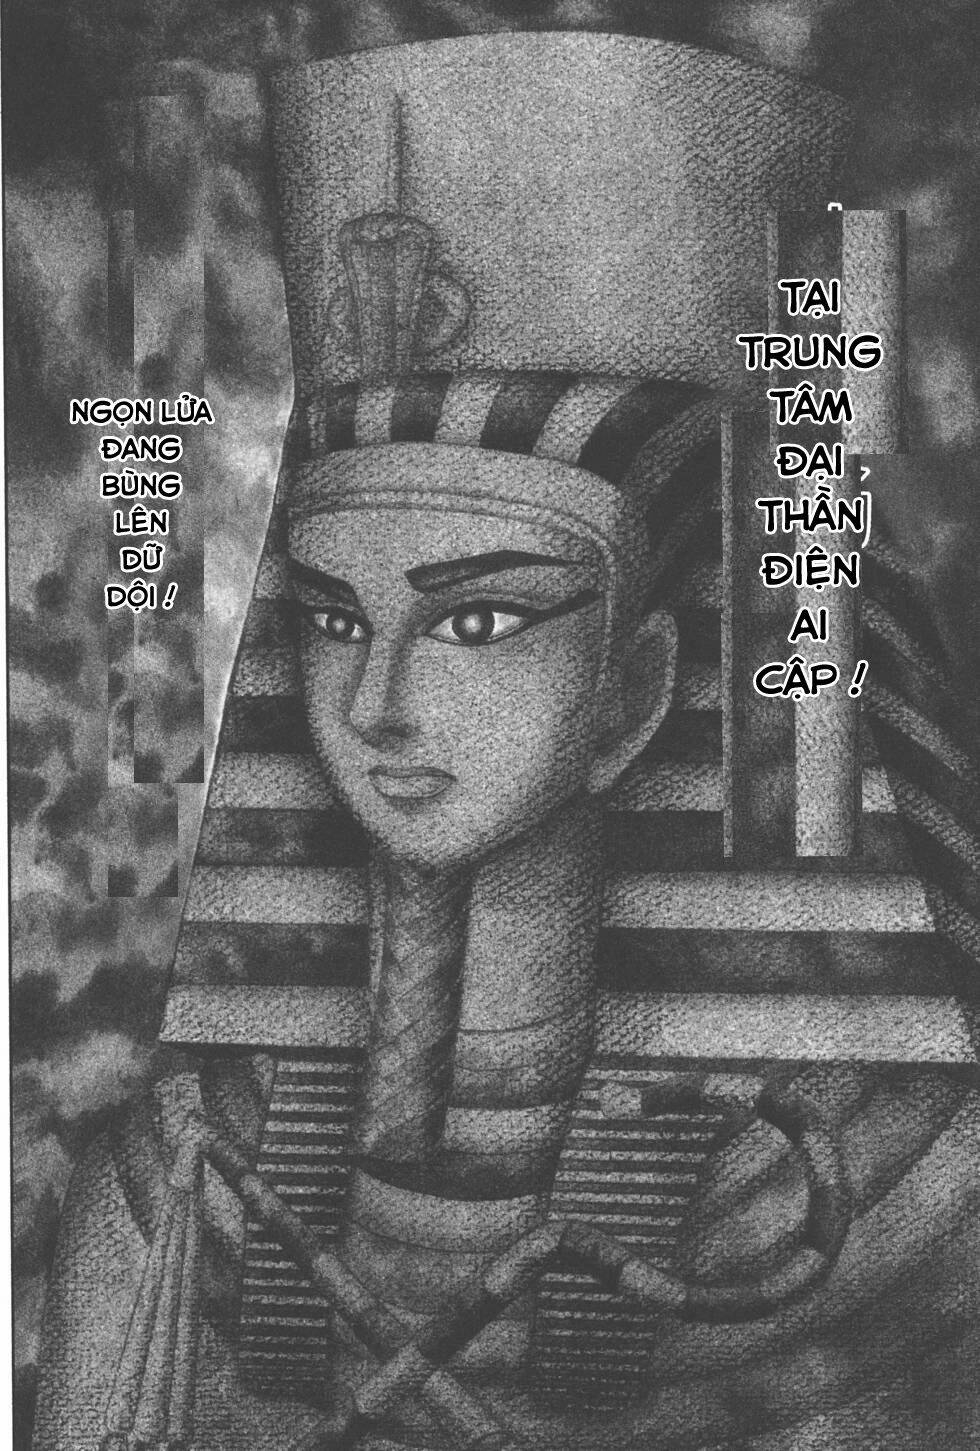 TẠI
TRUNG
TÂM
ĐẠI
THẦN
ĐIỆN
AI
CẬP !
NGỌN LỬA
ĐANG
BÙNG
LÊN
DỮ
DỘI !